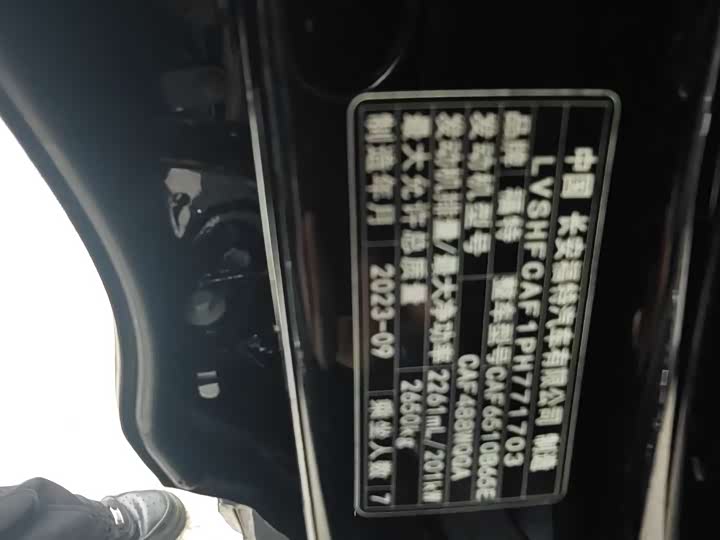 中国 长安福特汽车有限公司 制造
LVSHFCAF1PH771703
品牌 福特 整车型号 CAF6510B66E
发动机型号 CAF488WQGA
发动机排量/最大净功率 2261mL/201kW
最大允许总质量 2650kg
制造年月 2023-09 乘坐人数 7